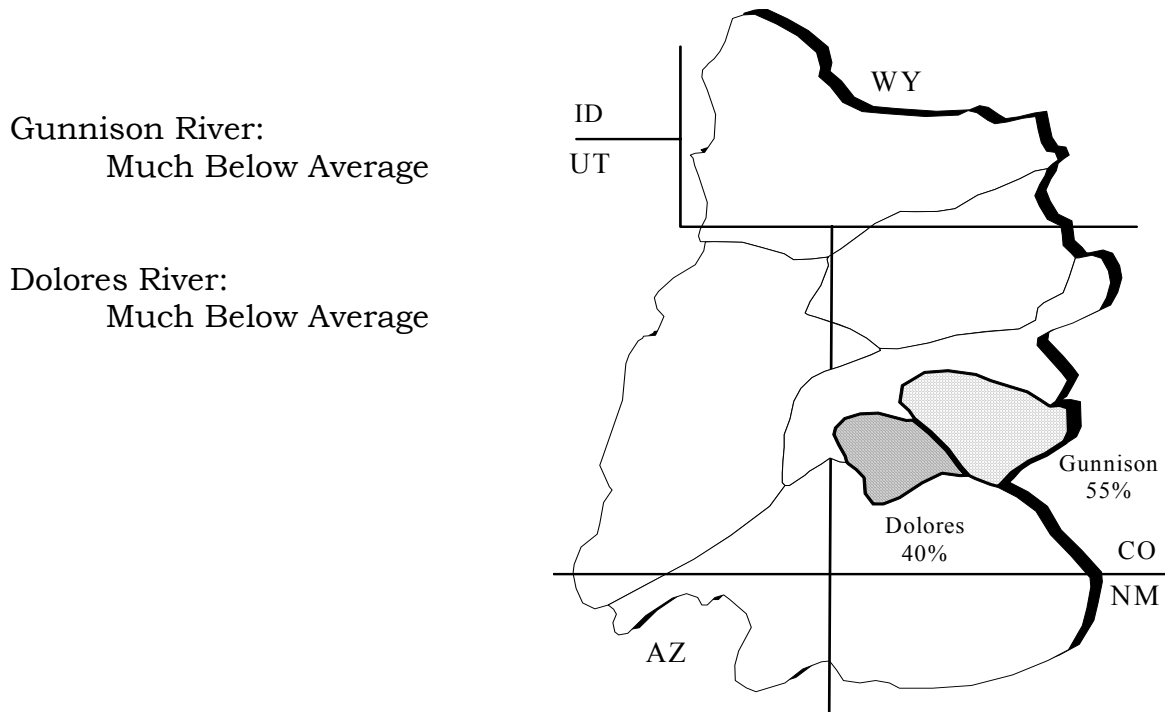 Gunnison River:
Much Below Average
Dolores River:
Much Below Average
WY
ID
UT
Gunnison
55%
Dolores
40%
CO
NM
AZ